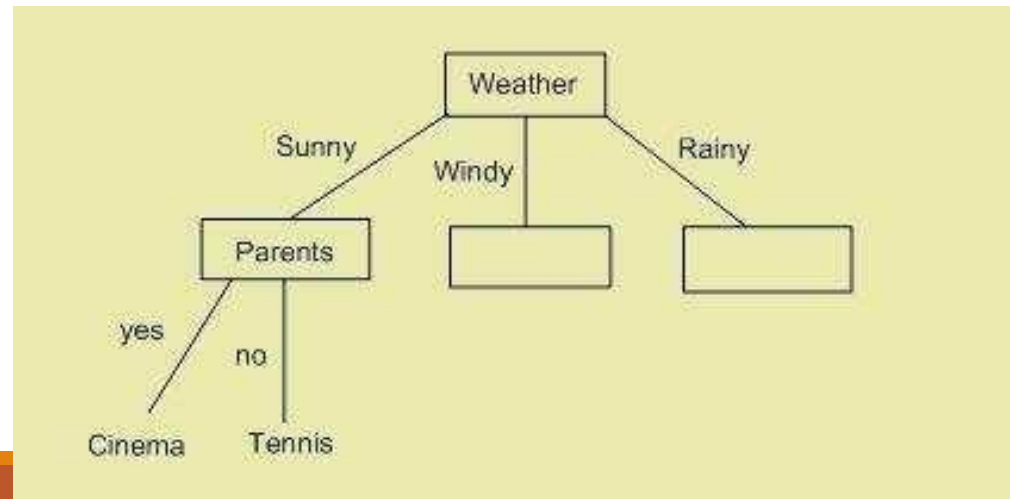 Weather
Sunny
Windy
Rainy
Parents
yes
no
Cinema
Tennis